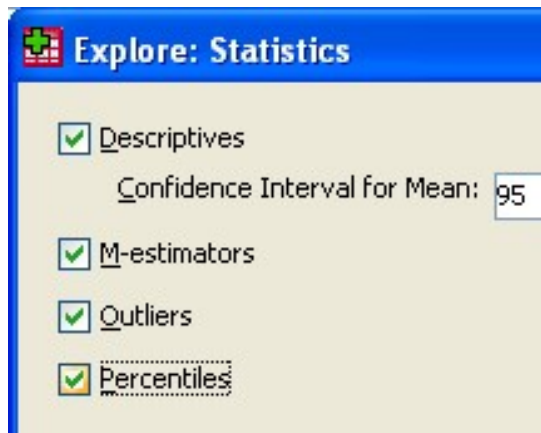 Explore: Statistics
Descriptives
Confidence Interval for Mean: 95
M-estimators
Outliers
Percentiles